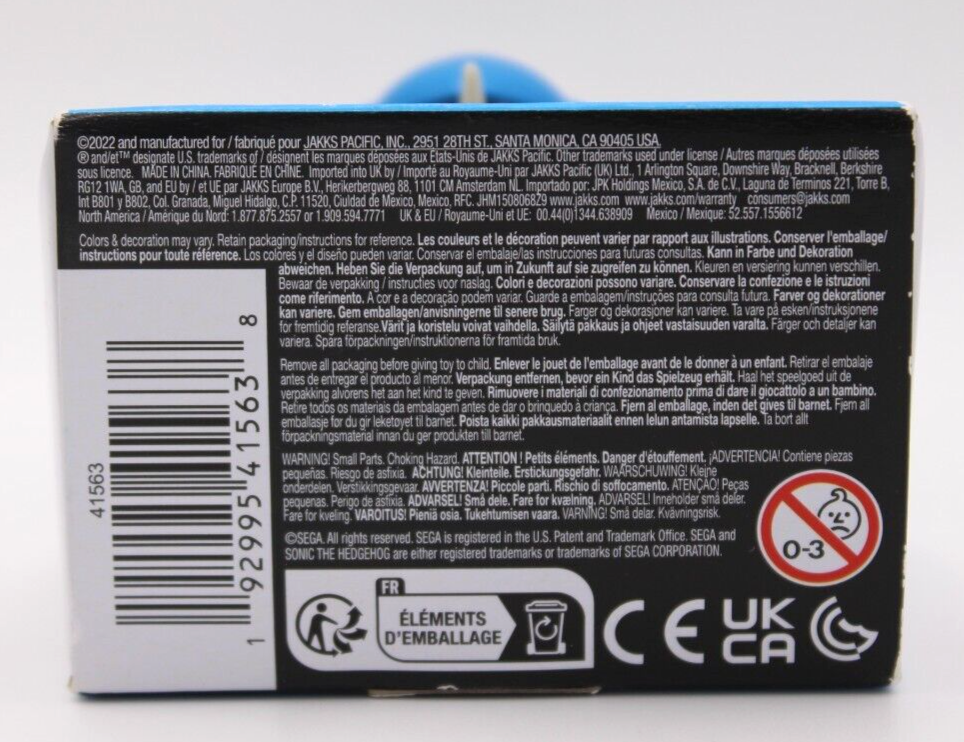 ©2022 and manufactured for / fabriqué pour JAKKS PACIFIC, INC., 2951 28TH ST., SANTA MONICA, CA 90405 USA
® and/et™ designate U.S. trademarks of / désignent les marques déposées aux États-Unis de JAKKS Pacific. Other trademarks used under license / Autres marques déposées utilisées
sous licence. MADE IN CHINA. FABRIQUÉ EN CHINE. Imported into UK by / Importé au Royaume-Uni par JAKKS Pacific (UK) Ltd., 1 Arlington Square, Downshire Way, Bracknell, Berkshire
RG12 1WA, GB, and EU by / et UE par JAKKS Europe B.V., Herikerbergweg 88, 1101 CM Amsterdam NL. Importado por: JPK Holdings Mexico, S.A. de C.V., Laguna de Terminos 221, Torre B,
Int B801 y B802, Col. Granada, Miguel Hidalgo, C.P. 11520, Ciuldad de Mexico, Mexico, RFC. JHM1508068Z9 www.jakks.com www.jakks.com/warranty consumers@jakks.com
North America / Amérique du Nord: 1.877.875.2557 or 1.909.594.7771 UK & EU / Royaume-Uni et UE: 00.44(0)1344.638909 Mexico / Mexique: 52.557.1556612
Colors & decoration may vary. Retain packaging/instructions for reference. Les couleurs et le décoration peuvent varier par rapport aux illustrations. Conserver l'emballage/
instructions pour toute référence. Los colores y el diseño pueden variar. Conservar el embalaje/las instrucciones para futuras consultas. Kann in Farbe und Dekoration
abweichen. Heben Sie die Verpackung auf, um in Zukunft auf sie zugreifen zu können. Kleuren en versiering kunnen verschillen.
Bewaar de verpakking / instructies voor naslag. Colori e decorazioni possono variare. Conservare la confezione e le istruzioni
come riferimento. A cor e a decoração podem variar. Guarde a embalagem/instruções para consulta futura. Farver og dekorationer
kan variere. Gem emballagen/anvisningerne til senere brug. Farger og dekorasjoner kan variere. Ta vare på esken/instruksjonene
for fremtidig referanse. Värit ja koristelu voivat vaihdella. Säilytä pakkaus ja ohjeet vastaisuuden varalta. Färger och detaljer kan
variera. Spara förpackningen/instruktionerna för framtida bruk.
Remove all packaging before giving toy to child. Enlever le jouet de l'emballage avant de le donner à un enfant. Retirar el embalaje
antes de entregar el producto al menor. Verpackung entfernen, bevor ein Kind das Spielzeug erhält. Haal het speelgoed uit de
verpakking alvorens het aan het kind te geven. Rimuovere i materiali di confezionamento prima di dare il giocattolo a un bambino.
Retire todos os materiais da embalagem antes de dar o brinquedo à criança. Fjern al emballage, inden det gives til barnet. Fjern all
emballasje før du gir leketøyet til barnet. Poista kaikki pakkausmateriaalit ennen lelun antamista lapselle. Ta bort allt
förpackningsmaterial innan du ger produkten till barnet.
WARNING! Small Parts. Choking Hazard. ATTENTION ! Petits éléments. Danger d'étouffement. ¡ADVERTENCIA! Contiene piezas
pequeñas. Riesgo de asfixia. ACHTUNG! Kleinteile. Erstickungsgefahr. WAARSCHUWING! Kleine
onderdelen. Verstikkingsgevaar. AVVERTENZA! Piccole parti. Rischio di soffocamento. ATENÇÃO! Peças
pequenas. Perigo de asfixia. ADVARSEL! Små dele. Fare for kvælning. ADVARSEL! Inneholder små deler.
Fare for kveling. VAROITUS! Pieniä osia. Tukehtumisen vaara. VARNING! Små delar. Kvävningsrisk.
©SEGA. All rights reserved. SEGA is registered in the U.S. Patent and Trademark Office. SEGA and
SONIC THE HEDGEHOG are either registered trademarks or trademarks of SEGA CORPORATION.
41563
1 92995 41563 8
0-3
FR
ÉLÉMENTS
D'EMBALLAGE
CE
UK
CA